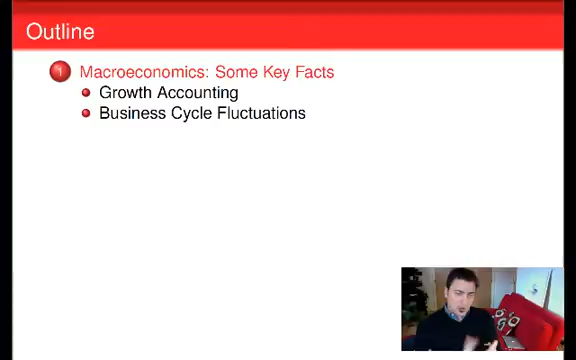 Outline
1 Macroeconomics: Some Key Facts
Growth Accounting
Business Cycle Fluctuations